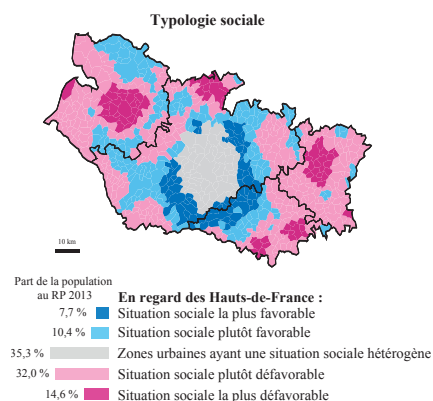 Typologie sociale
10 km
Part de la population
au RP 2013
En regard des Hauts-de-France :
7,7 % Situation sociale la plus favorable
10,4 % Situation sociale plutôt favorable
35,3 % Zones urbaines ayant une situation sociale hétérogène
32,0 % Situation sociale plutôt défavorable
14,6 % Situation sociale la plus défavorable